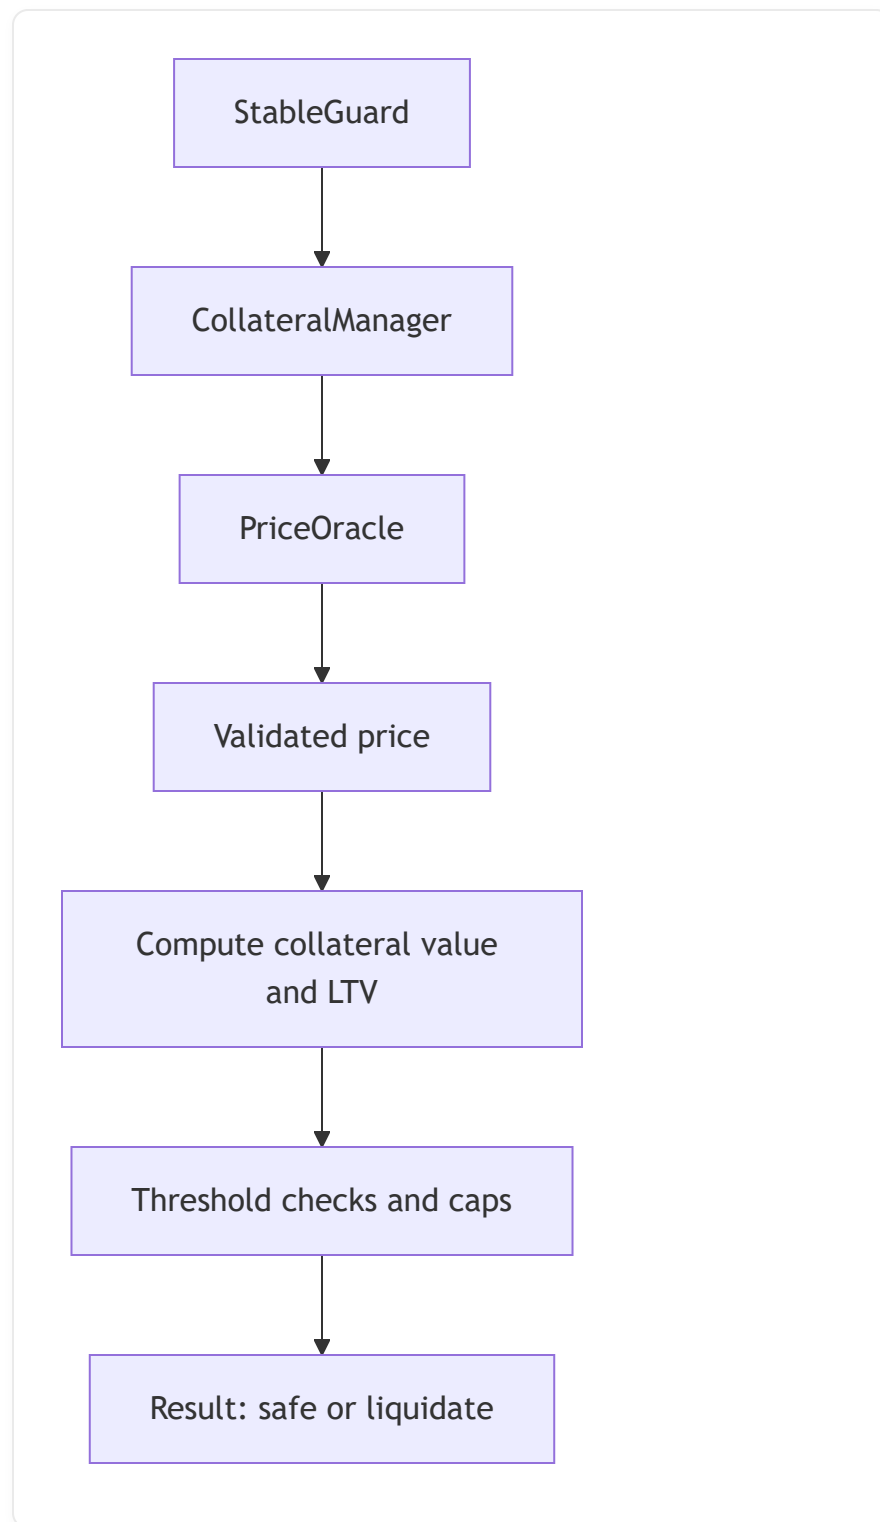 StableGuard
CollateralManager
PriceOracle
Validated price
Compute collateral value
and LTV
Threshold checks and caps
Result: safe or liquidate